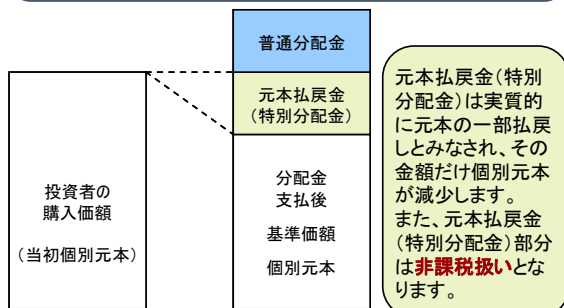 普通分配金
元本払戻金
(特別分配金)
投資者の
購入価額
(当初個別元本)
分配金
支払後
基準価額
個別元本
元本払戻金(特別
分配金)は実質的
に元本の一部払戻
しとみなされ、その
金額だけ個別元本
が減少します。
また、元本払戻金
(特別分配金)部分
は非課税扱いとな
ります。